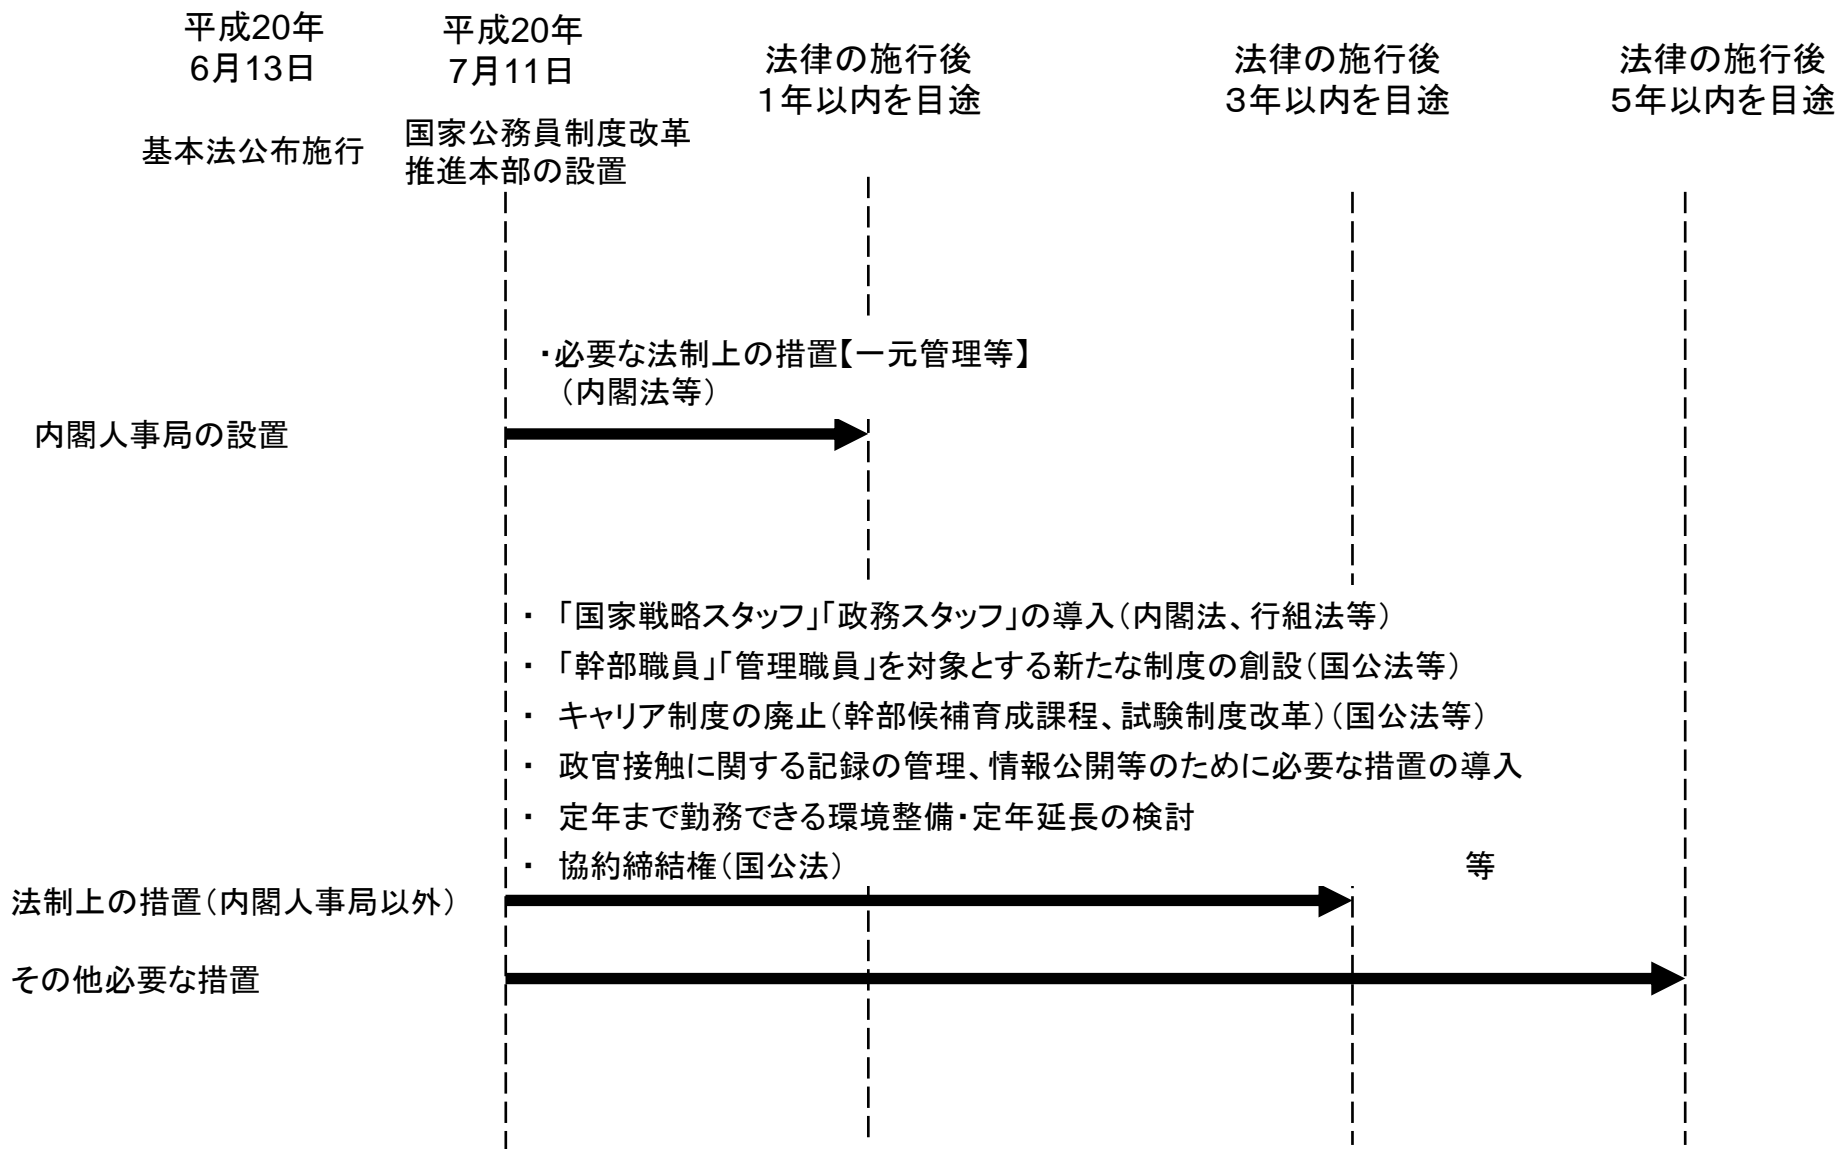 平成20年
6月13日
平成20年
7月11日
法律の施行後
1年以内を目途
法律の施行後
3年以内を目途
法律の施行後
5年以内を目途
基本法公布施行
国家公務員制度改革
推進本部の設置
・必要な法制上の措置【一元管理等】
（内閣法等）
内閣人事局の設置
・ 「国家戦略スタッフ」「政務スタッフ」の導入（内閣法、行組法等）
・ 「幹部職員」「管理職員」を対象とする新たな制度の創設（国公法等）
・ キャリア制度の廃止（幹部候補育成課程、試験制度改革）（国公法等）
・ 政官接触に関する記録の管理、情報公開等のために必要な措置の導入
・ 定年まで勤務できる環境整備・定年延長の検討
・ 協約締結権（国公法） 等
法制上の措置（内閣人事局以外）
その他必要な措置